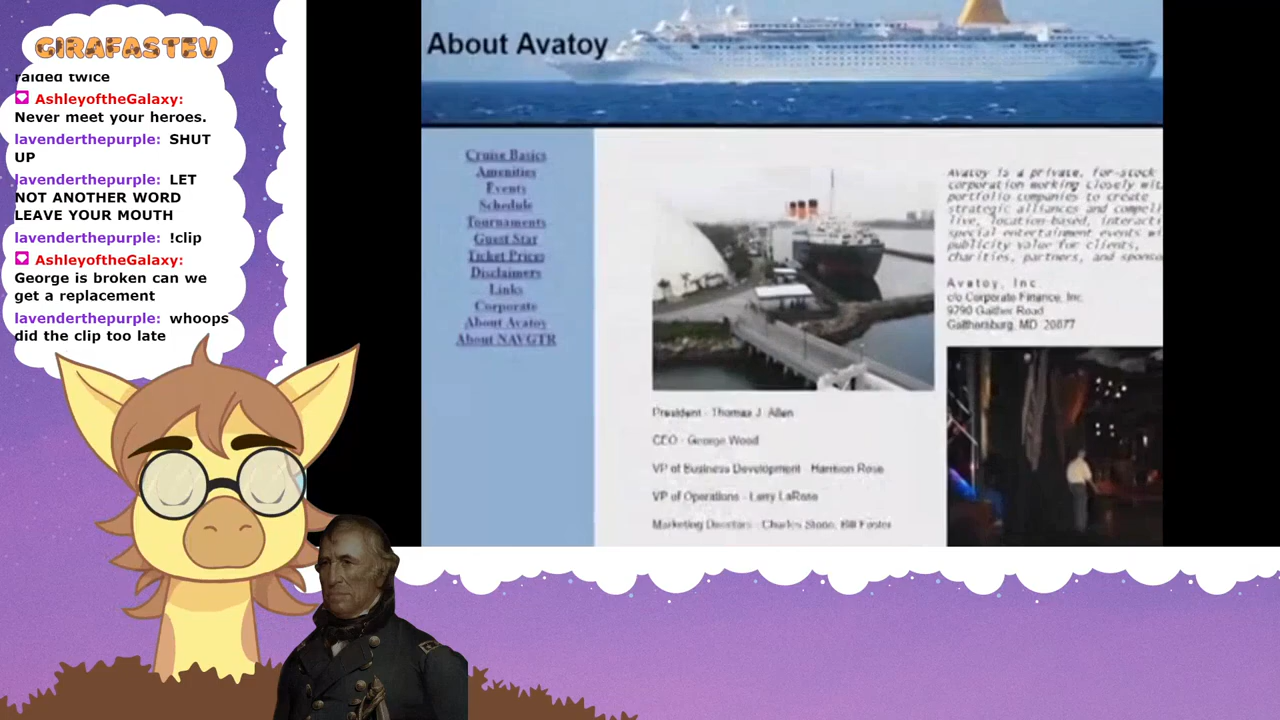 GIRAFASTEV
raided twice
AshleyoftheGalaxy:
Never meet your heroes.
lavenderthepurple: SHUT
UP
lavenderthepurple: LET
NOT ANOTHER WORD
LEAVE YOUR MOUTH
lavenderthepurple: !clip
AshleyoftheGalaxy:
George is broken can we
get a replacement
lavenderthepurple: whoops
did the clip too late
About Avatoy
Cruise Basics
Amenities
Events
Schedule
Tournaments
Guest Star
Ticket Prices
Disclaimers
Links
Corporate
About Avatoy
About NAVGTR
President - Thomas J. Allen
CEO - George Wood
VP of Business Development - Harrison Rose
VP of Operations - Larry LaRose
Marketing Directors - Charles Stone, Bill Foster
Avatoy is a private, for-stock
corporation working closely wit
portfolio companies to create
strategic alliances and compell
live, location-based, interacti
special entertainment events wi
publicity value for clients,
charities, partners, and sponso
Avatoy, Inc.
c/o Corporate Finance, Inc.
9790 Gaither Road
Gaithersburg, MD 20877